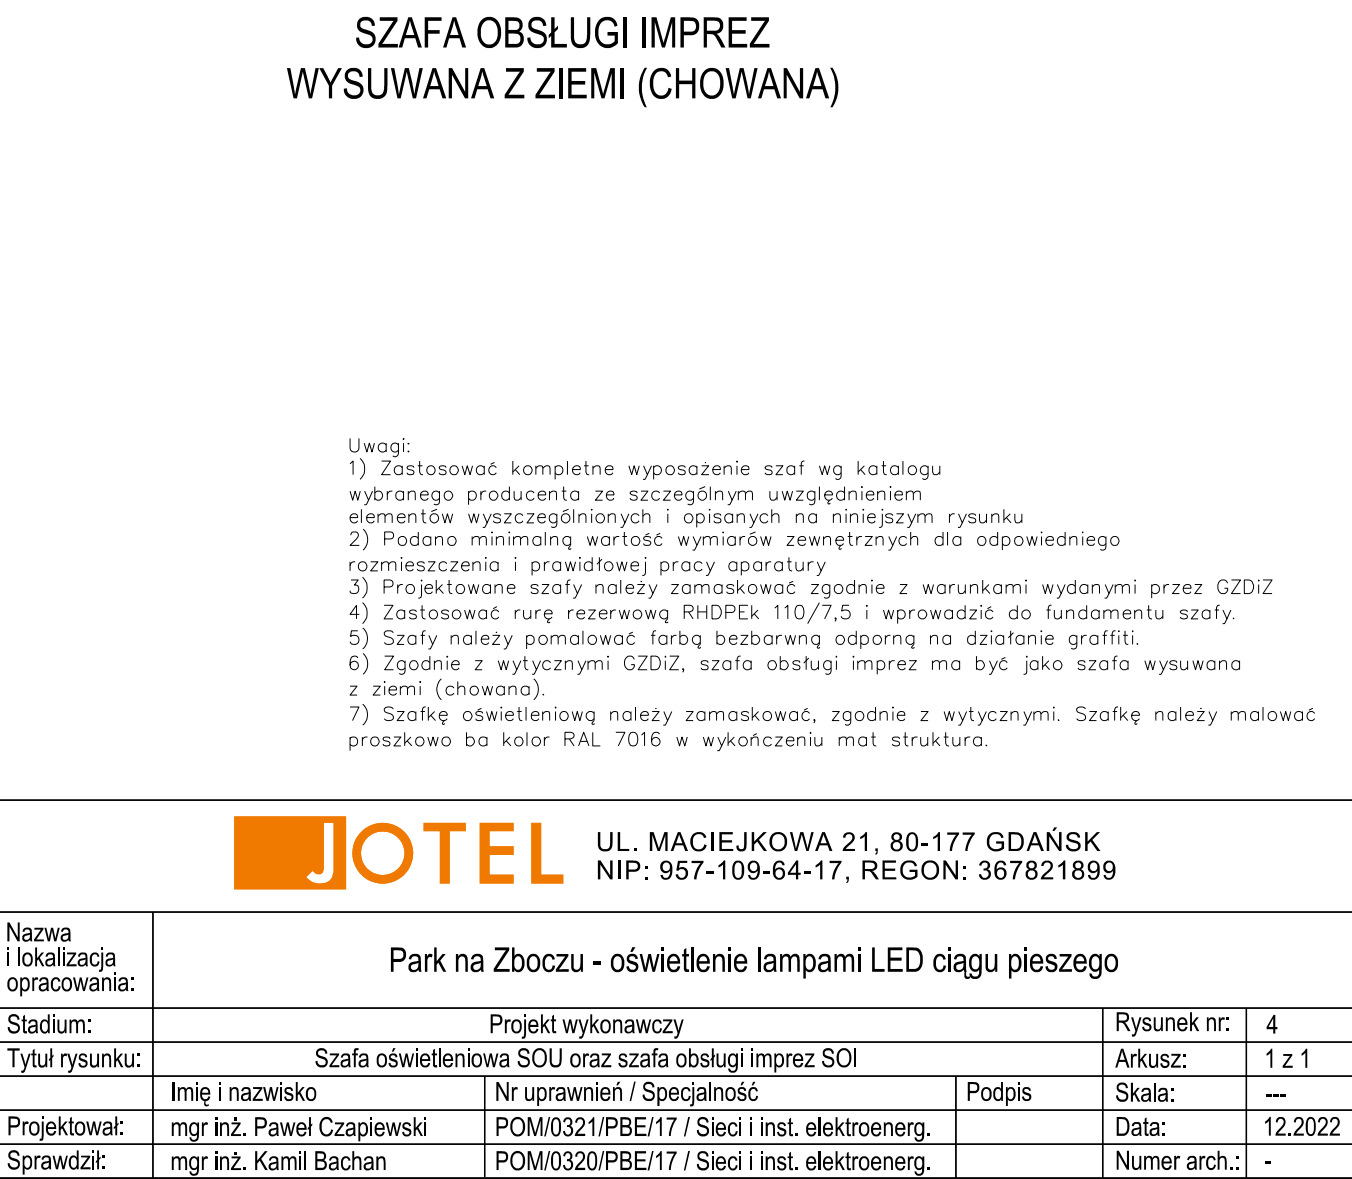 SZAFA OBSŁUGI IMPREZ
WYSUWANA Z ZIEMI (CHOWANA)
Uwagi:
1) Zastosować kompletne wyposażenie szaf wg katalogu
wybranego producenta ze szczególnym uwzględnieniem
elementów wyszczególnionych i opisanych na niniejszym rysunku
2) Podano minimalną wartość wymiarów zewnętrznych dla odpowiedniego
rozmieszczenia i prawidłowej pracy aparatury
3) Projektowane szafy należy zamaskować zgodnie z warunkami wydanymi przez GZDiZ
4) Zastosować rurę rezerwową RHDPEk 110/7,5 i wprowadzić do fundamentu szafy.
5) Szafy należy pomalować farbą bezbarwną odporną na działanie graffiti.
6) Zgodnie z wytycznymi GZDiZ, szafa obsługi imprez ma być jako szafa wysuwana
z ziemi (chowana).
7) Szafkę oświetleniową należy zamaskować, zgodnie z wytycznymi. Szafkę należy malować
proszkowo ba kolor RAL 7016 w wykończeniu mat struktura.
JOTEL
UL. MACIEJKOWA 21, 80-177 GDAŃSK
NIP: 957-109-64-17, REGON: 367821899
Nazwa
i lokalizacja
opracowania:
Park na Zboczu - oświetlenie lampami LED ciągu pieszego
Stadium: Projekt wykonawczy Rysunek nr: 4
Tytuł rysunku: Szafa oświetleniowa SOU oraz szafa obsługi imprez SOI Arkusz: 1 z 1
Imię i nazwisko Nr uprawnień / Specjalność Podpis Skala: ---
Projektował: mgr inż. Paweł Czapiewski POM/0321/PBE/17 / Sieci i inst. elektroenerg. Data: 12.2022
Sprawdził: mgr inż. Kamil Bachan POM/0320/PBE/17 / Sieci i inst. elektroenerg. Numer arch.: -